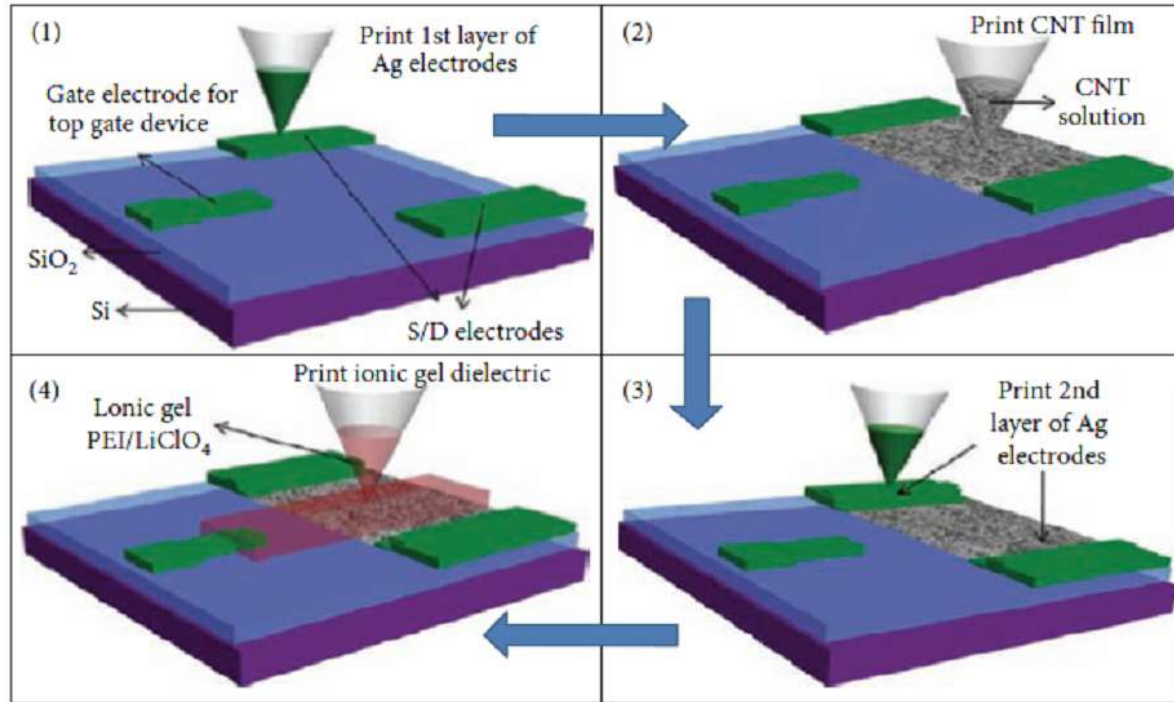 (1)
Print 1st layer of
Ag electrodes
Gate electrode for
top gate device
SiO₂
Si
S/D electrodes
(2)
Print CNT film
CNT
solution
(4)
Print ionic gel dielectric
Lonic gel
PEI/LiClO₄
(3)
Print 2nd
layer of Ag
electrodes